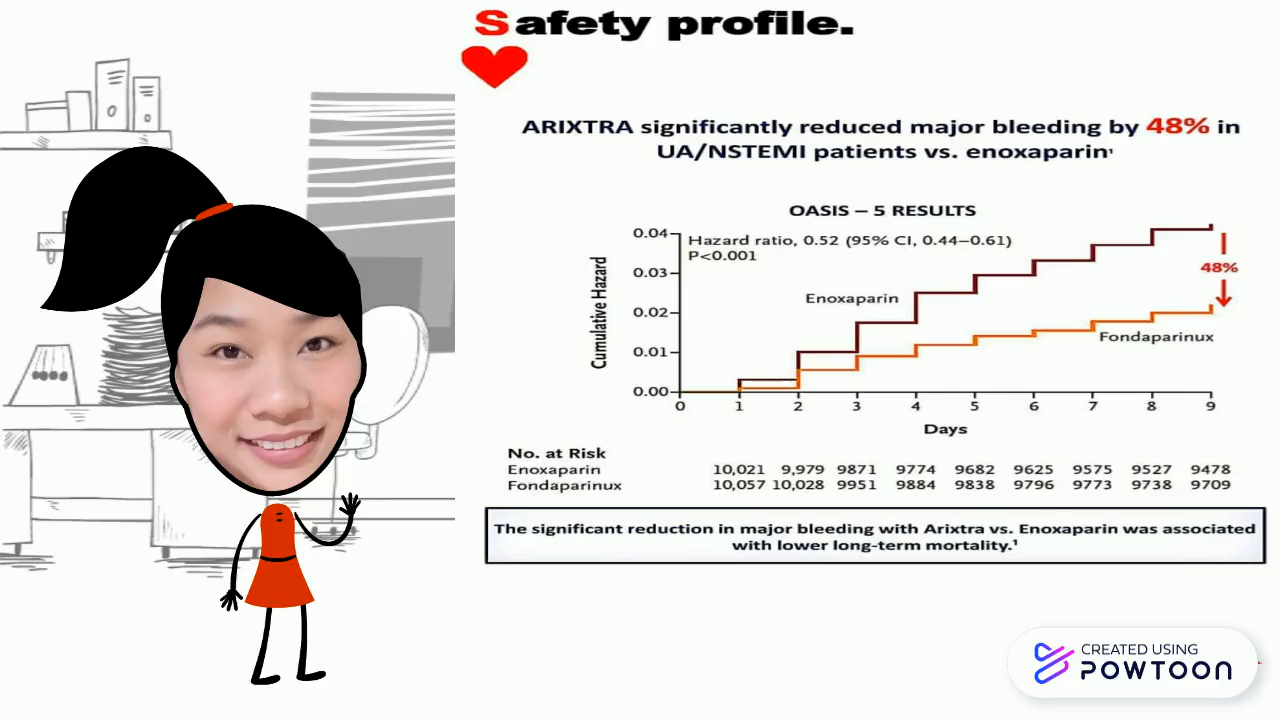 Safety profile.
ARIXTRA significantly reduced major bleeding by 48% in
UA/NSTEMI patients vs. enoxaparin¹
OASIS – 5 RESULTS
Hazard ratio, 0.52 (95% CI, 0.44–0.61)
P<0.001
Cumulative Hazard
0.04
0.03
0.02
0.01
0.00
Enoxaparin
48%
Fondaparinux
0 1 2 3 4 5 6 7 8 9
Days
No. at Risk
Enoxaparin 10,021 9,979 9871 9774 9682 9625 9575 9527 9478
Fondaparinux 10,057 10,028 9951 9884 9838 9796 9773 9738 9709
The significant reduction in major bleeding with Arixtra vs. Enoxaparin was associated
with lower long-term mortality.¹
CREATED USING
POWTOON